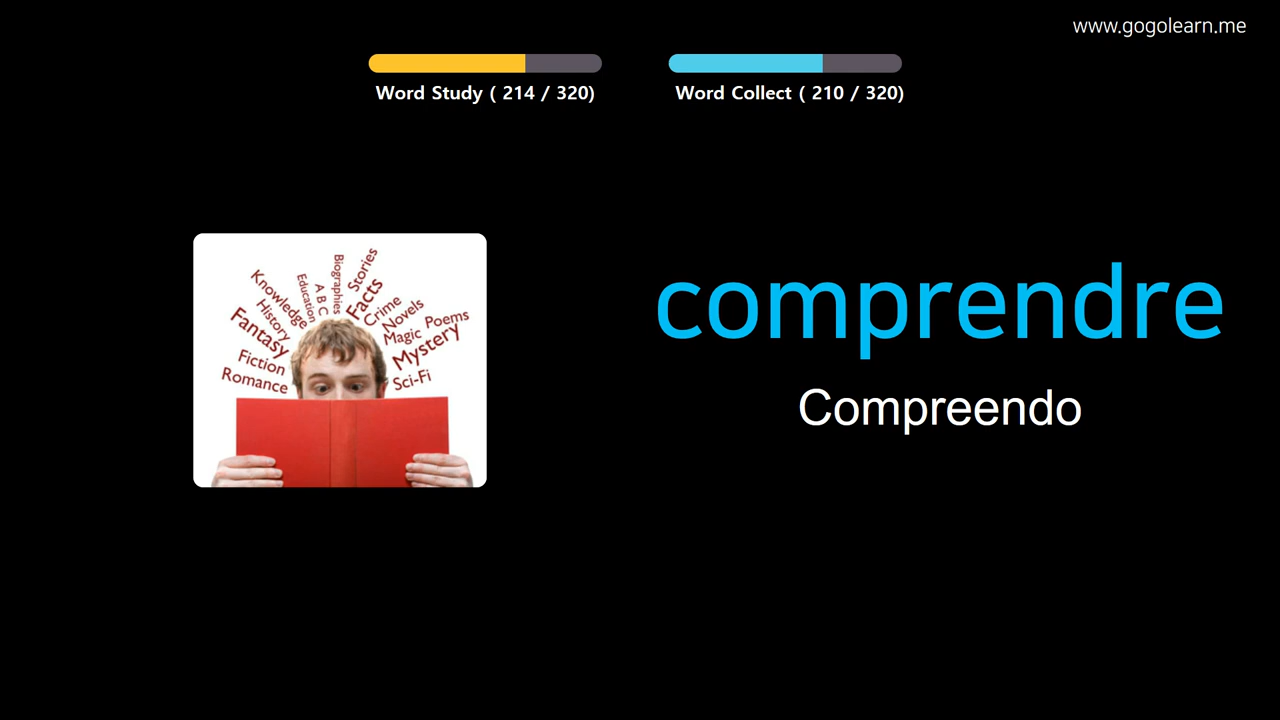 www.gogolearn.me
Word Study ( 214 / 320)
Word Collect ( 210 / 320)
comprendre
Compreendo
Knowledge
History
Fantasy
Fiction
Romance
Education
A B C
Biographies
Stories
Facts
Crime
Novels
Magic
Poems
Mystery
Sci-Fi